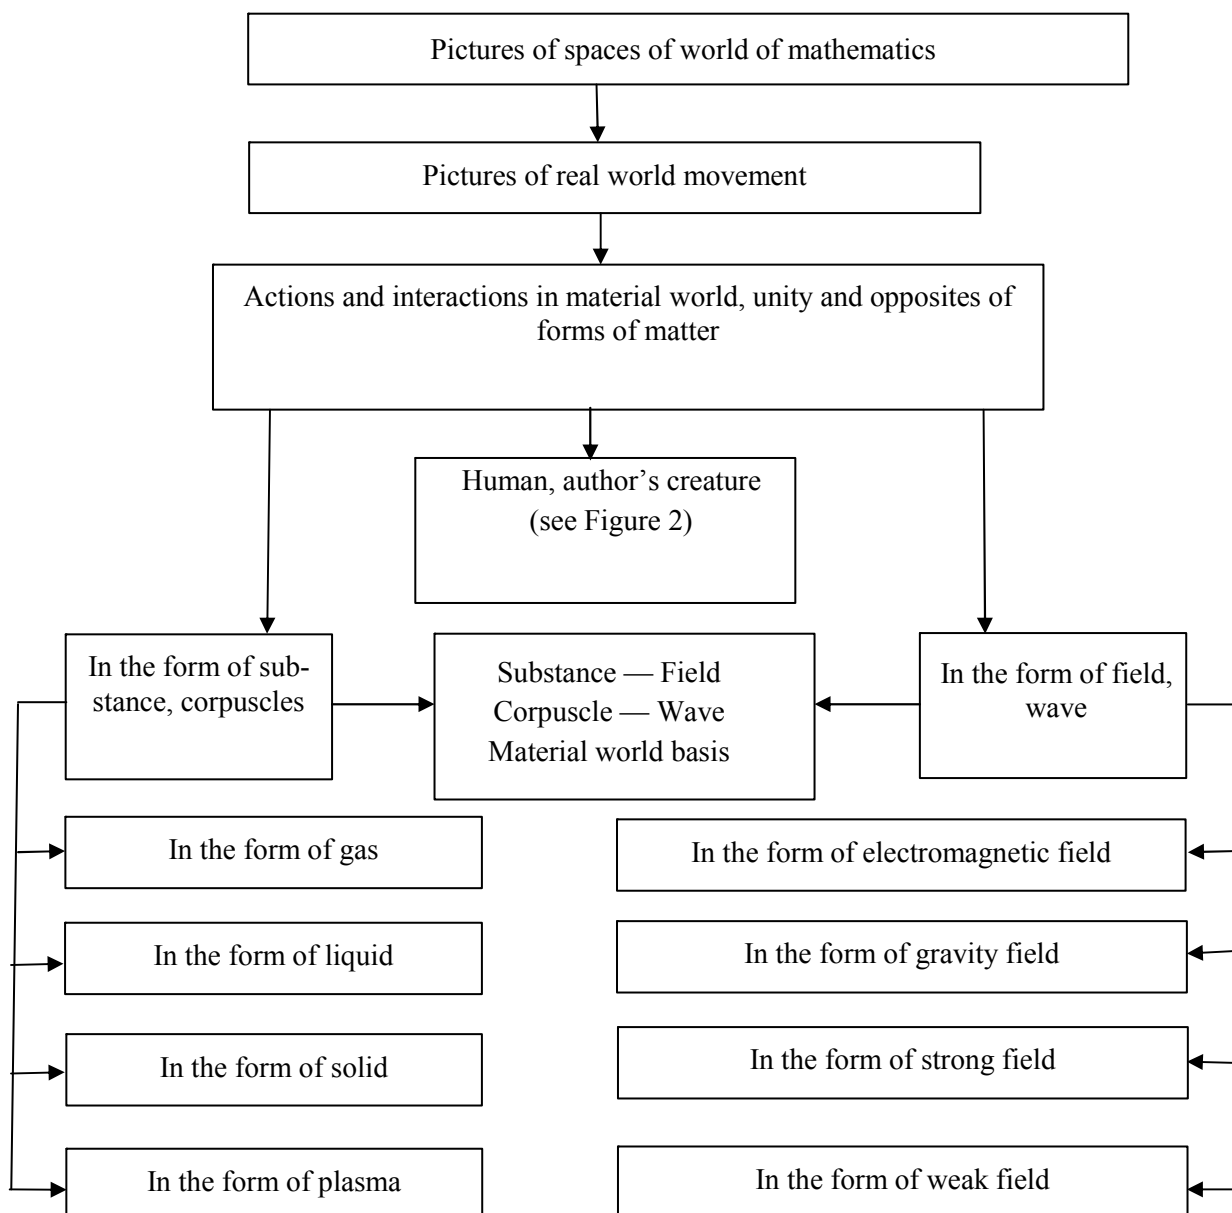 Pictures of spaces of world of mathematics
Pictures of real world movement
Actions and interactions in material world, unity and opposites of
forms of matter
Human, author’s creature
(see Figure 2)
In the form of sub-
stance, corpuscles
Substance — Field
Corpuscle — Wave
Material world basis
In the form of field,
wave
In the form of gas
In the form of electromagnetic field
In the form of liquid
In the form of gravity field
In the form of solid
In the form of strong field
In the form of plasma
In the form of weak field